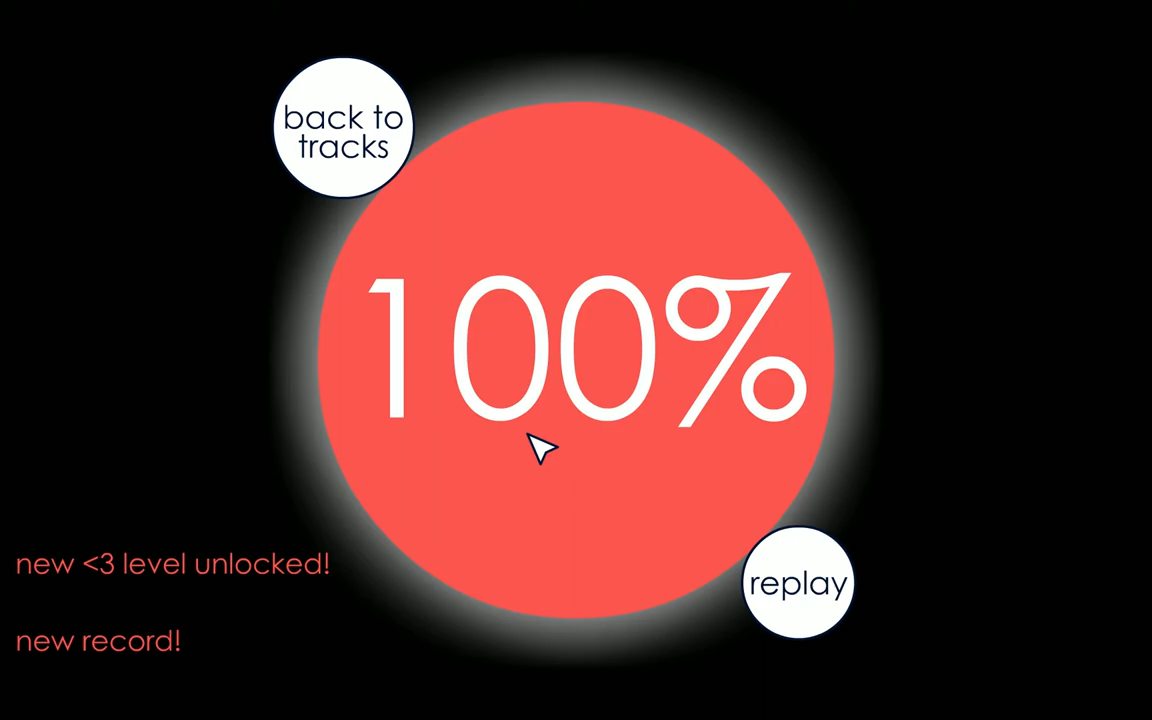 back to
tracks
100%
new <3 level unlocked!
replay
new record!